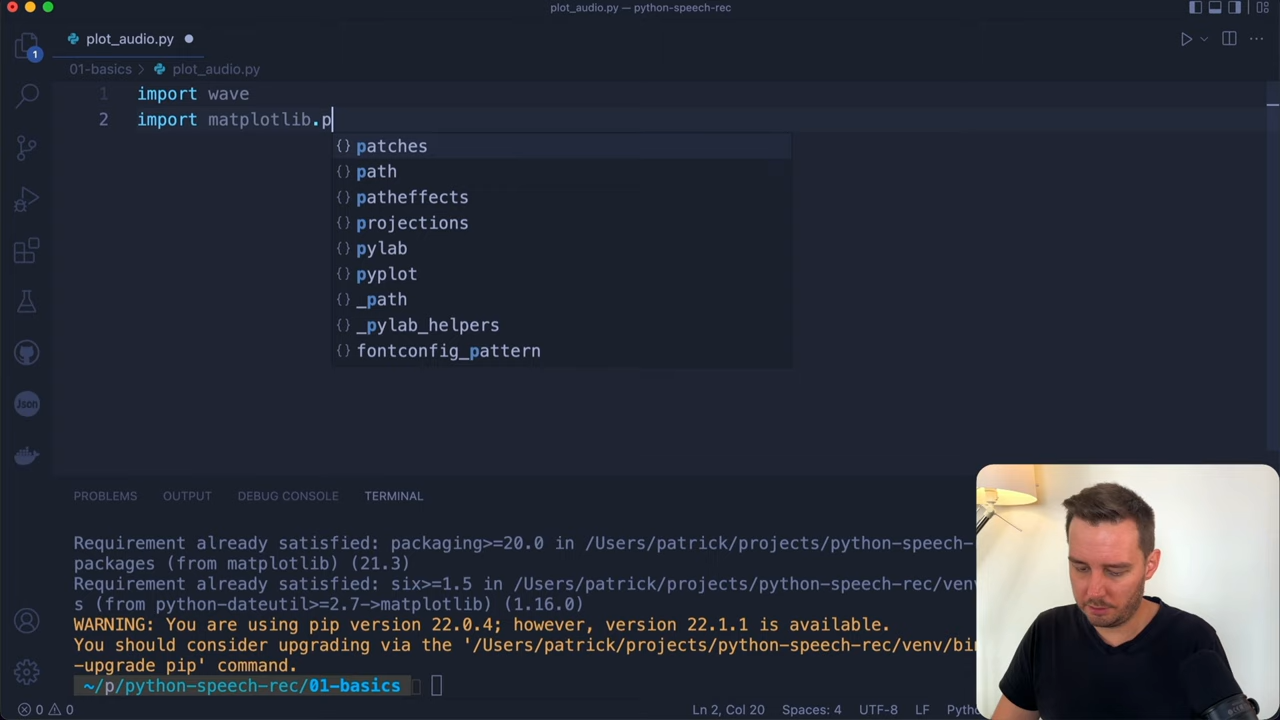 plot_audio.py — python-speech-rec
1
plot_audio.py
01-basics > plot_audio.py
1 import wave
2 import matplotlib.p
{} patches
{} path
{} patheffects
{} projections
{} pylab
{} pyplot
{} _path
{} _pylab_helpers
{} fontconfig_pattern
Json
PROBLEMS OUTPUT DEBUG CONSOLE TERMINAL
Requirement already satisfied: packaging>=20.0 in /Users/patrick/projects/python-speech-
packages (from matplotlib) (21.3)
Requirement already satisfied: six>=1.5 in /Users/patrick/projects/python-speech-rec/venv
s (from python-dateutil>=2.7->matplotlib) (1.16.0)
WARNING: You are using pip version 22.0.4; however, version 22.1.1 is available.
You should consider upgrading via the '/Users/patrick/projects/python-speech-rec/venv/bin
-upgrade pip' command.
~/p/python-speech-rec/01-basics
0 0 Ln 2, Col 20 Spaces: 4 UTF-8 LF Pytho